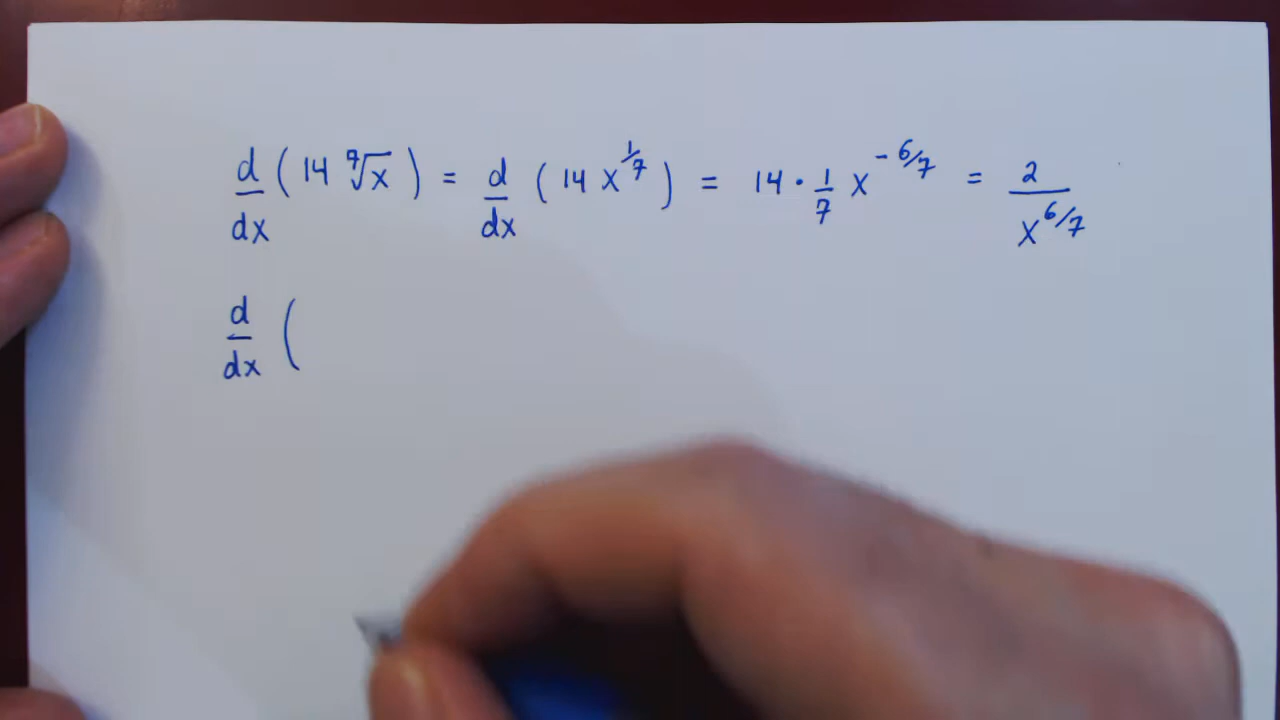 d/dx ( 14 ⁷√x ) = d/dx ( 14 x^1/7 ) = 14 · 1/7 x^-6/7 = 2/x^6/7
d/dx (